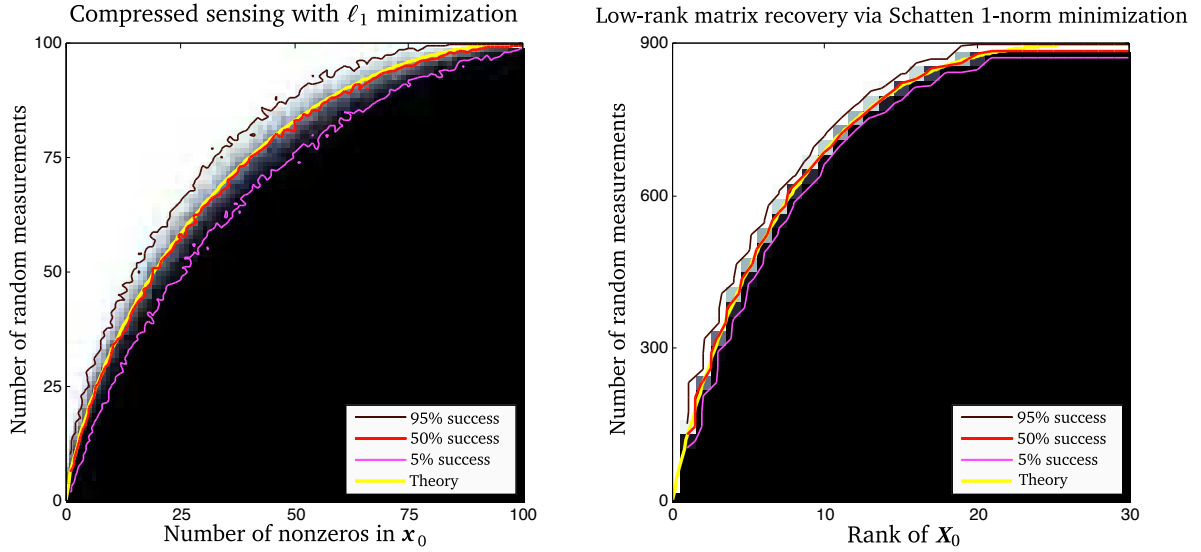 Compressed sensing with ℓ₁ minimization
Number of random measurements
100
75
50
25
0
0
25
50
75
100
Number of nonzeros in x₀
95% success
50% success
5% success
Theory
Low-rank matrix recovery via Schatten 1-norm minimization
Number of random measurements
900
600
300
0
0
10
20
30
Rank of X₀
95% success
50% success
5% success
Theory